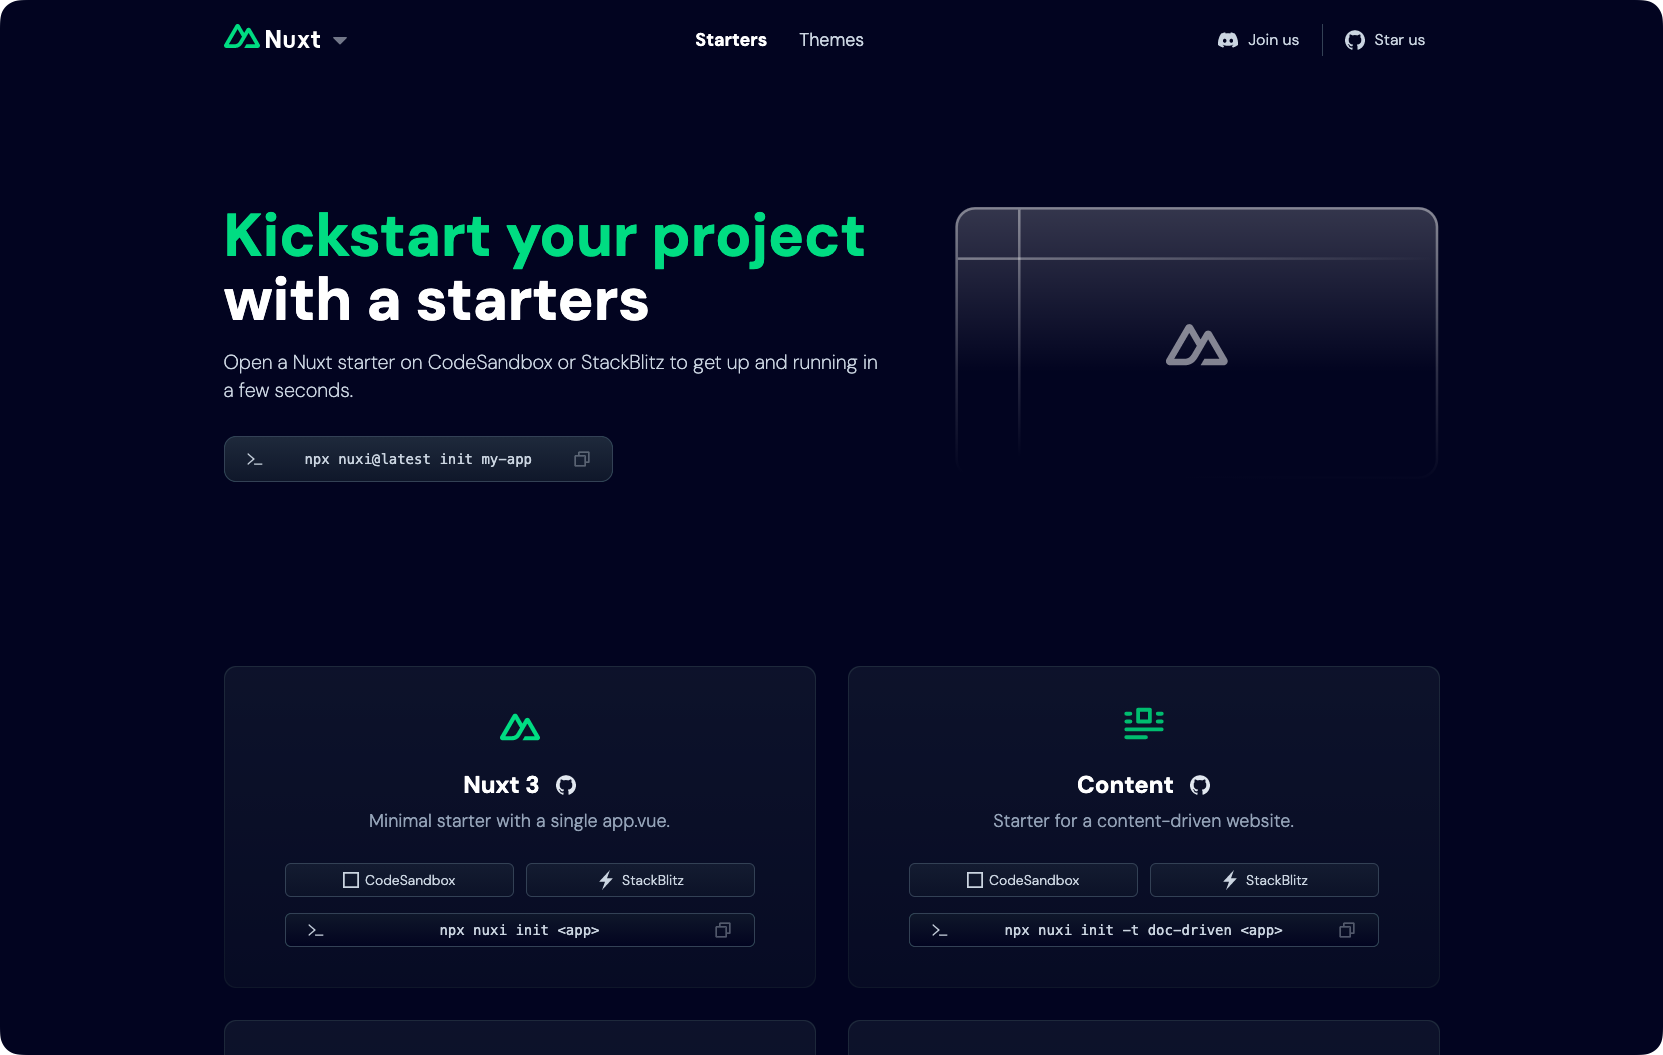 Nuxt
Starters
Themes
Join us
Star us
Kickstart your project
with a starters
Open a Nuxt starter on CodeSandbox or StackBlitz to get up and running in
a few seconds.
npx nuxi@latest init my-app
Nuxt 3
Minimal starter with a single app.vue.
CodeSandbox
StackBlitz
npx nuxi init <app>
Content
Starter for a content-driven website.
CodeSandbox
StackBlitz
npx nuxi init -t doc-driven <app>